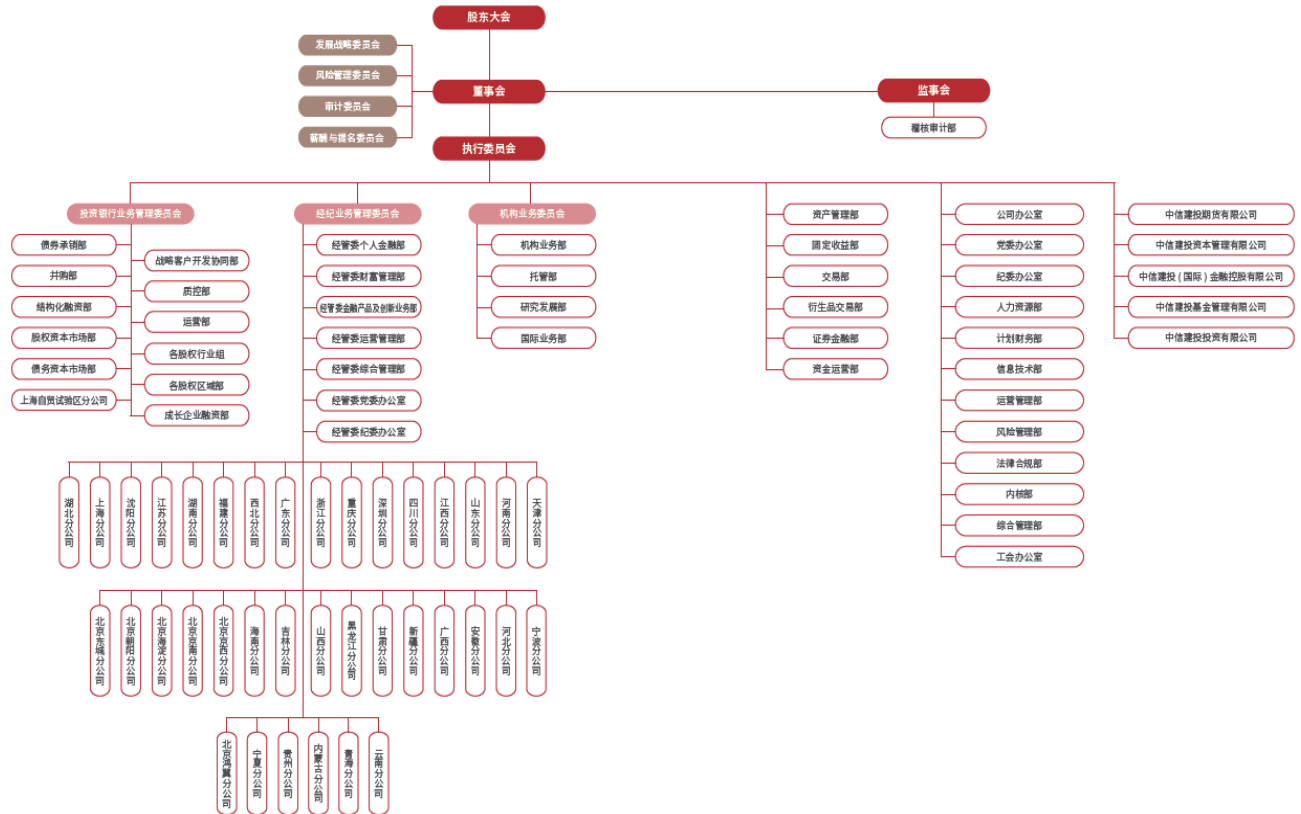 股东大会
发展战略委员会
风险管理委员会
审计委员会
薪酬与提名委员会
董事会
监事会
稽核审计部
执行委员会
投资银行业务管理委员会
债券承销部
并购部
结构化融资部
股权资本市场部
债务资本市场部
上海自贸试验区分公司
战略客户开发协同部
质控部
运营部
各股权行业组
各股权区域部
成长企业融资部
经纪业务管理委员会
经管委个人金融部
经管委财富管理部
经管委金融产品及创新业务部
经管委运营管理部
经管委综合管理部
经管委党委办公室
经管委纪委办公室
机构业务委员会
机构业务部
托管部
研究发展部
国际业务部
资产管理部
固定收益部
交易部
衍生品交易部
证券金融部
资金运营部
公司办公室
党委办公室
纪委办公室
人力资源部
计划财务部
信息技术部
运营管理部
风险管理部
法律合规部
内核部
综合管理部
工会办公室
中信建投期货有限公司
中信建投资本管理有限公司
中信建投(国际)金融控股有限公司
中信建投基金管理有限公司
中信建投投资有限公司
湖北分公司
上海分公司
沈阳分公司
江苏分公司
湖南分公司
福建分公司
西北分公司
广东分公司
浙江分公司
重庆分公司
深圳分公司
四川分公司
江西分公司
山东分公司
河南分公司
天津分公司
北京东城分公司
北京朝阳分公司
北京海淀分公司
北京京南分公司
北京京西分公司
海南分公司
吉林分公司
山西分公司
黑龙江分公司
甘肃分公司
新疆分公司
广西分公司
安徽分公司
河北分公司
宁波分公司
北京鸿翼分公司
宁夏分公司
贵州分公司
内蒙古分公司
青海分公司
云南分公司